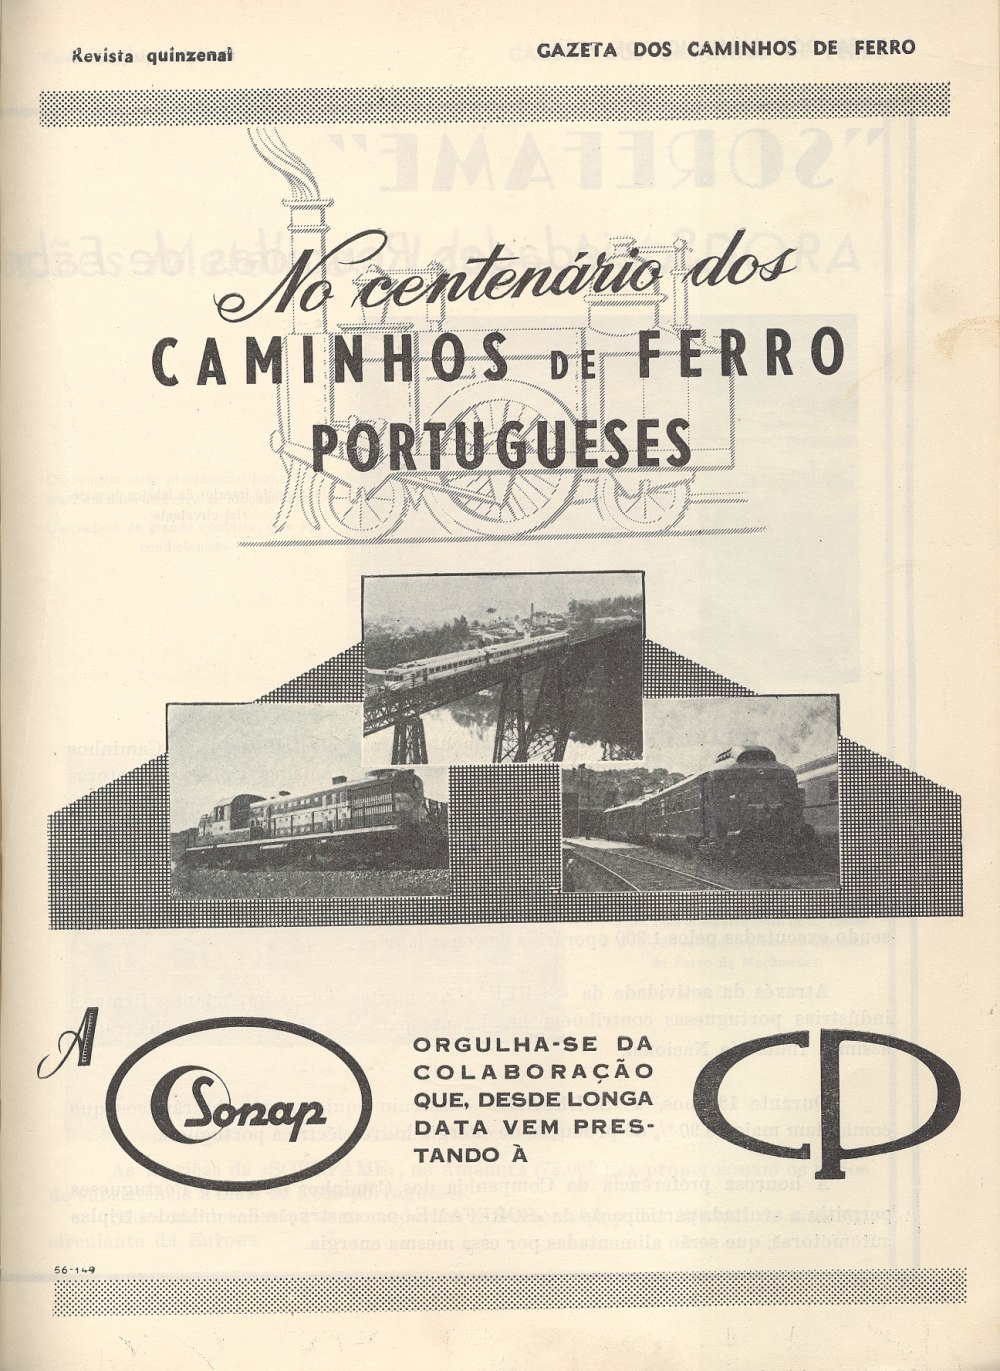 Revista quinzenal
GAZETA DOS CAMINHOS DE FERRO
No centenário dos
CAMINHOS DE FERRO
PORTUGUESES
A
Sonap
ORGULHA-SE DA
COLABORAÇÃO
QUE, DESDE LONGA
DATA VEM PRES-
TANDO À
CP
56-149